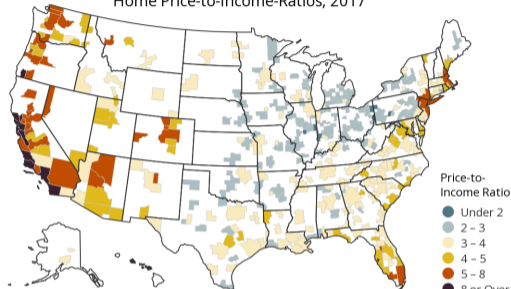 Home Price-to-Income-Ratios, 2017
Price-to-
Income Ratio
Under 2
2 – 3
3 – 4
4 – 5
5 – 8
8 or Over